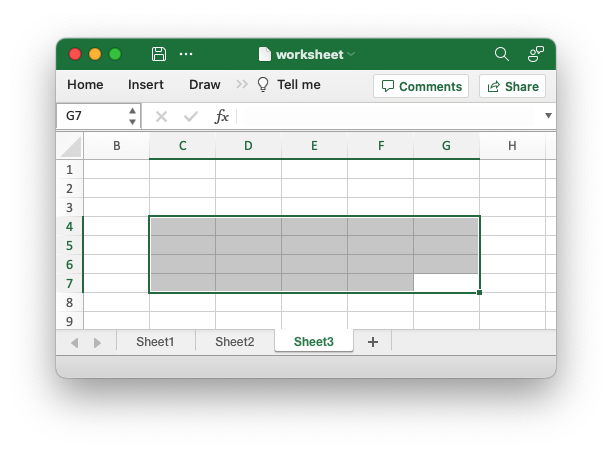 worksheet
Home Insert Draw Tell me Comments Share
G7 fx
B C D E F G H
1
2
3
4
5
6
7
8
9
Sheet1 Sheet2 Sheet3 +